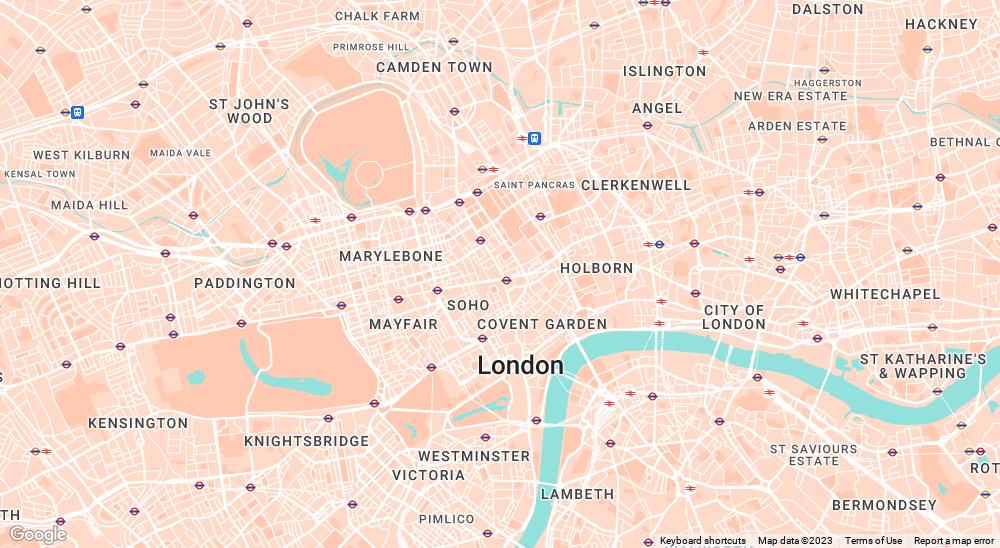 CHALK FARM
DALSTON
HACKNEY
PRIMROSE HILL
CAMDEN TOWN
ISLINGTON
HAGGERSTON
NEW ERA ESTATE
ST JOHN'S
WOOD
ANGEL
ARDEN ESTATE
BETHNAL
WEST KILBURN
MAIDA VALE
KENSAL TOWN
SAINT PANCRAS
CLERKENWELL
MAIDA HILL
MARYLEBONE
HOLBORN
NOTTING HILL
PADDINGTON
WHITECHAPEL
SOHO
MAYFAIR
COVENT GARDEN
CITY OF
LONDON
London
ST KATHARINE'S
& WAPPING
KENSINGTON
KNIGHTSBRIDGE
WESTMINSTER
VICTORIA
ST SAVIOURS
ESTATE
ROT
LAMBETH
BERMONDSEY
TH
PIMLICO
Google
Keyboard shortcuts
Map data ©2023
Terms of Use
Report a map error